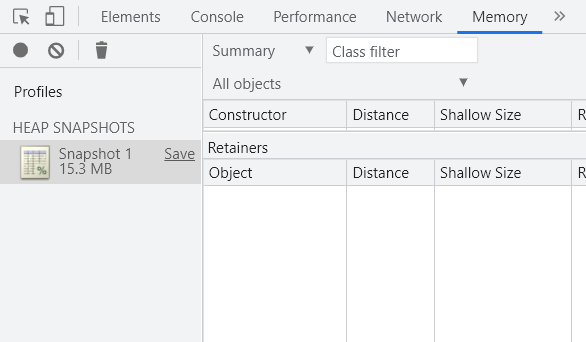 Elements Console Performance Network Memory »
Summary ▼ Class filter
Profiles
All objects ▼
HEAP SNAPSHOTS
Constructor Distance Shallow Size R
Snapshot 1 Save
15.3 MB
Retainers
Object Distance Shallow Size R